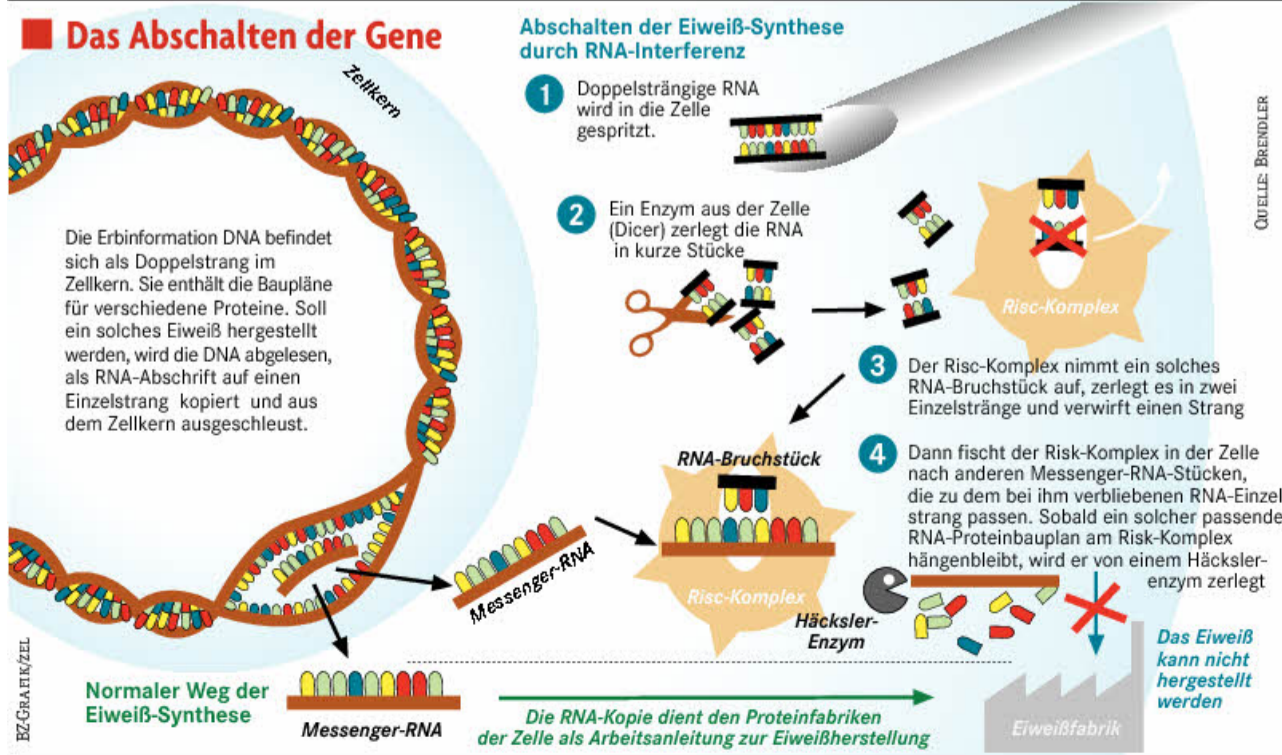 Das Abschalten der Gene
Zellkern
Die Erbinformation DNA befindet
sich als Doppelstrang im
Zellkern. Sie enthält die Baupläne
für verschiedene Proteine. Soll
ein solches Eiweiß hergestellt
werden, wird die DNA abgelesen,
als RNA-Abschrift auf einen
Einzelstrang kopiert und aus
dem Zellkern ausgeschleust.
Abschalten der Eiweiß-Synthese
durch RNA-Interferenz
1 Doppelsträngige RNA
wird in die Zelle
gespritzt.
2 Ein Enzym aus der Zelle
(Dicer) zerlegt die RNA
in kurze Stücke
Risc-Komplex
3 Der Risc-Komplex nimmt ein solches
RNA-Bruchstück auf, zerlegt es in zwei
Einzelstränge und verwirft einen Strang
4 Dann fischt der Risk-Komplex in der Zelle
nach anderen Messenger-RNA-Stücken,
die zu dem bei ihm verbliebenen RNA-Einzel
strang passen. Sobald ein solcher passende
RNA-Proteinbauplan am Risk-Komplex
hängenbleibt, wird er von einem Häcksler-
enzym zerlegt
RNA-Bruchstück
Messenger-RNA
Risc-Komplex
Häcksler-
Enzym
Das Eiweiß
kann nicht
hergestellt
werden
Normaler Weg der
Eiweiß-Synthese
Messenger-RNA
Die RNA-Kopie dient den Proteinfabriken
der Zelle als Arbeitsanleitung zur Eiweißherstellung
Eiweißfabrik
BZ-GRAFIK/ZEL
QUELLE: BRENDLER